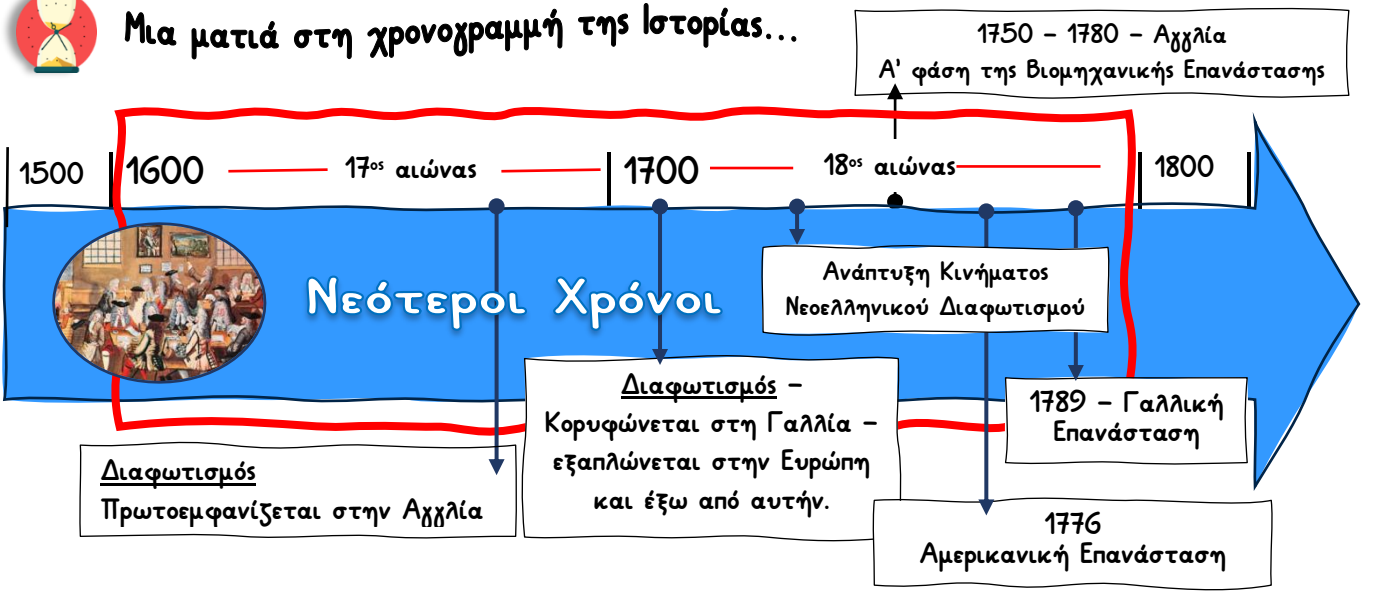 Μια ματιά στη χρονογραμμή της Ιστορίας...
1750 – 1780 – Αγγλία
Α' φάση της Βιομηχανικής Επανάστασης
1500
1600
17ος αιώνας
1700
18ος αιώνας
1800
Νεότεροι Χρόνοι
Ανάπτυξη Κινήματος
Νεοελληνικού Διαφωτισμού
Διαφωτισμός –
Κορυφώνεται στη Γαλλία –
εξαπλώνεται στην Ευρώπη
και έξω από αυτήν.
1789 – Γαλλική
Επανάσταση
Διαφωτισμός
Πρωτοεμφανίζεται στην Αγγλία
1776
Αμερικανική Επανάσταση